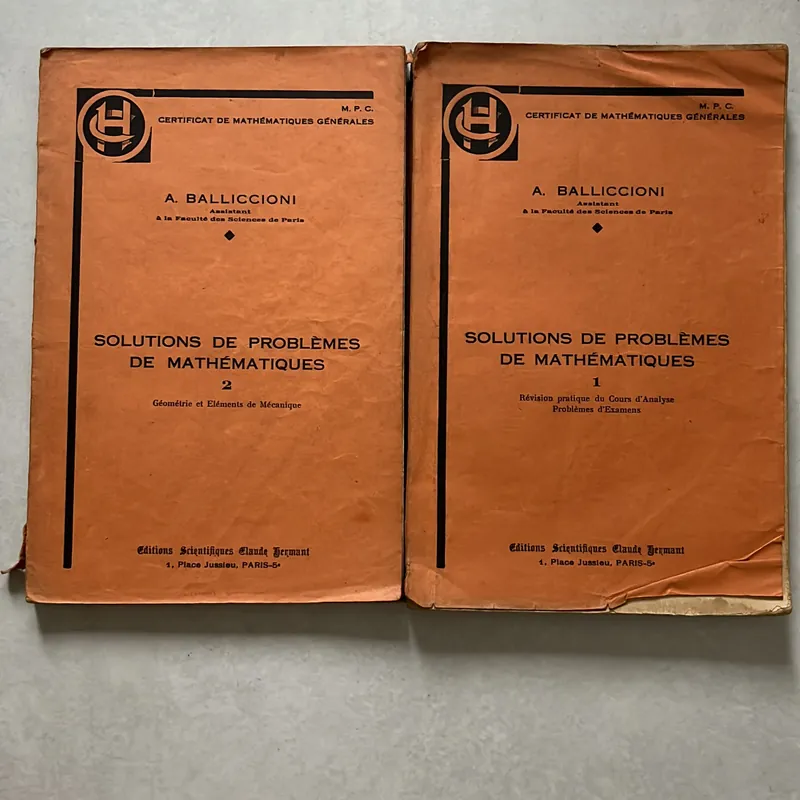 M. P. C.
CERTIFICAT DE MATHÉMATIQUES GÉNÉRALES
A. BALLICCIONI
Assistant
à la Faculté des Sciences de Paris
SOLUTIONS DE PROBLÈMES
DE MATHÉMATIQUES
2
Géométrie et Eléments de Mécanique
Editions Scientifiques Claude Hermant
1, Place Jussieu, PARIS-5e
M. P. C.
CERTIFICAT DE MATHÉMATIQUES GÉNÉRALES
A. BALLICCIONI
Assistant
à la Faculté des Sciences de Paris
SOLUTIONS DE PROBLÈMES
DE MATHÉMATIQUES
1
Révision pratique du Cours d'Analyse
Problèmes d'Examens
Editions Scientifiques Claude Hermant
1, Place Jussieu, PARIS-5e